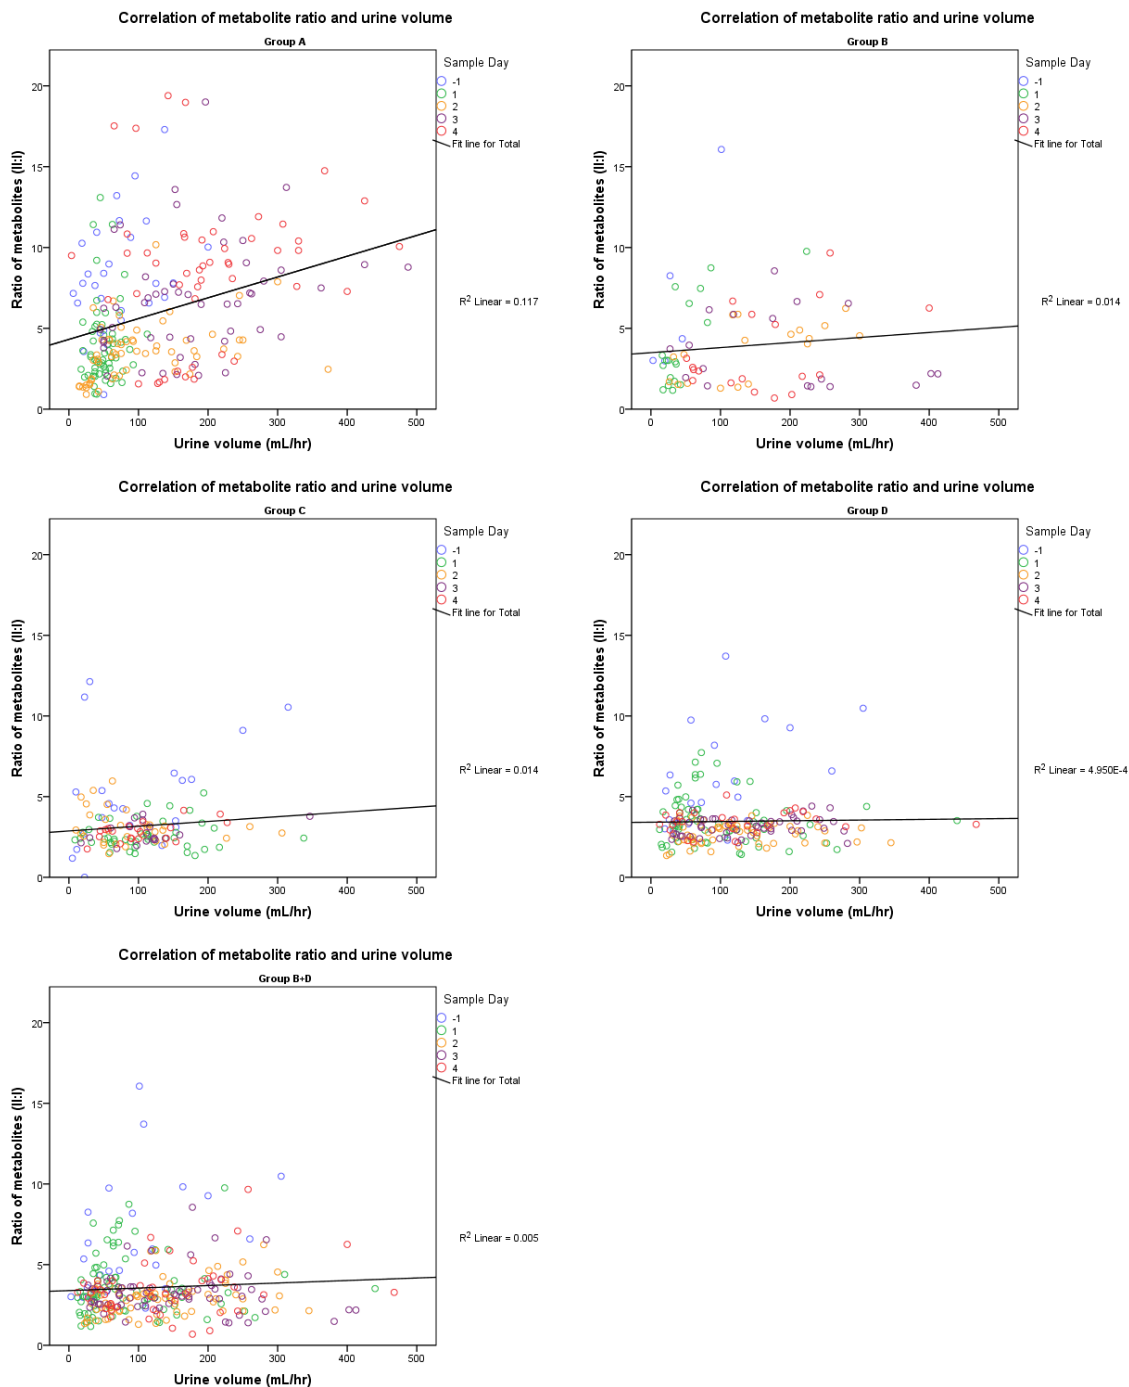 Correlation of metabolite ratio and urine volume
Group A
Sample Day
-1
1
2
3
4
Fit line for Total
20
15
10
5
0
Ratio of metabolites (II:I)
R² Linear = 0.117
0 100 200 300 400 500
Urine volume (mL/hr)
Correlation of metabolite ratio and urine volume
Group B
Sample Day
-1
1
2
3
4
Fit line for Total
20
15
10
5
0
Ratio of metabolites (II:I)
R² Linear = 0.014
0 100 200 300 400 500
Urine volume (mL/hr)
Correlation of metabolite ratio and urine volume
Group C
Sample Day
-1
1
2
3
4
Fit line for Total
20
15
10
5
0
Ratio of metabolites (II:I)
R² Linear = 0.014
0 100 200 300 400 500
Urine volume (mL/hr)
Correlation of metabolite ratio and urine volume
Group D
Sample Day
-1
1
2
3
4
Fit line for Total
20
15
10
5
0
Ratio of metabolites (II:I)
R² Linear = 4.950E-4
0 100 200 300 400 500
Urine volume (mL/hr)
Correlation of metabolite ratio and urine volume
Group B+D
Sample Day
-1
1
2
3
4
Fit line for Total
20
15
10
5
0
Ratio of metabolites (II:I)
R² Linear = 0.005
0 100 200 300 400 500
Urine volume (mL/hr)